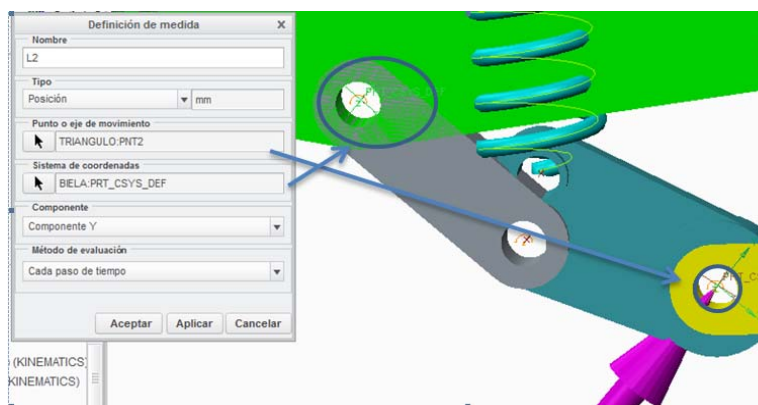 Definición de medida
X
Nombre
L2
Tipo
Posición
mm
Punto o eje de movimiento
TRIANGULO:PNT2
Sistema de coordenadas
BIELA:PRT_CSYS_DEF
Componente
Componente Y
Método de evaluación
Cada paso de tiempo
Aceptar
Aplicar
Cancelar
(KINEMATICS)
KINEMATICS)